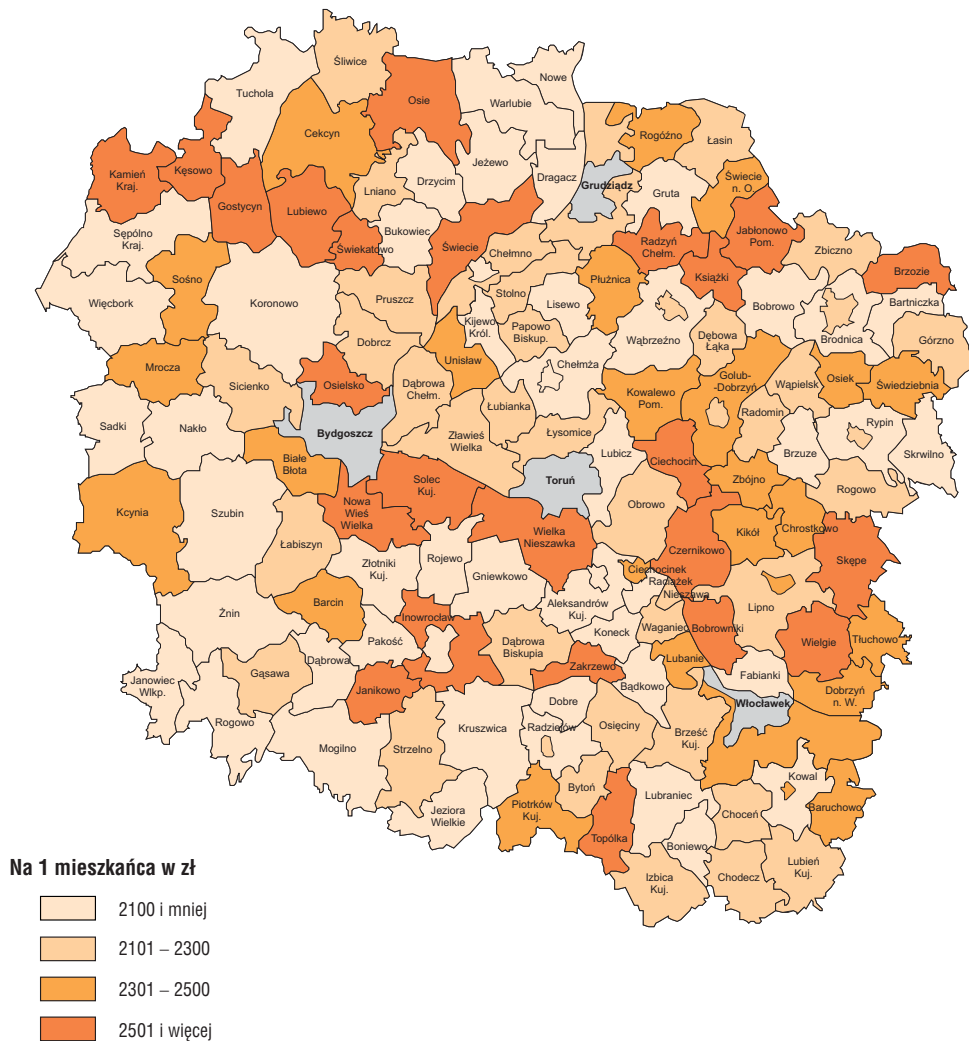 Śliwice
Nowe
Tuchola
Osie
Warlubie
Cekcyn
Rogóźno
Łasin
Jeżewo
Kamień
Kraj.
Kęsowo
Drzycim
Dragacz
Grudziądz
Gruta
Świecie
n. O.
Lniano
Gostycyn
Lubiewo
Bukowiec
Sępólno
Kraj.
Świekatowo
Świecie
Chełmno
Radzyń
Chełm.
Jabłonowo
Pom.
Zbiczno
Sośno
Płużnica
Książki
Brzozie
Więcbork
Koronowo
Pruszcz
Stolno
Lisewo
Bobrowo
Bartniczka
Kijewo
Król.
Papowo
Biskup.
Wąbrzeźno
Dębowa
Łąka
Brodnica
Górzno
Dobrcz
Unisław
Mrocza
Chełmża
Golub-
-Dobrzyń
Sicienko
Osielsko
Dąbrowa
Chełm.
Kowalewo
Pom.
Wąpielsk
Osiek
Świedziebnia
Łubianka
Radomin
Sadki
Nakło
Bydgoszcz
Zławieś
Wielka
Łysomice
Rypin
Lubicz
Brzuze
Skrwilno
Białe
Błota
Ciechocin
Toruń
Solec
Kuj.
Zbójno
Kcynia
Szubin
Nowa
Wieś
Wielka
Obrowo
Rogowo
Wielka
Nieszawka
Kikół
Chrostkowo
Łabiszyn
Czernikowo
Złotniki
Kuj.
Rojewo
Skępe
Gniewkowo
Ciechocinek
Raciążek
Nieszawa
Barcin
Żnin
Aleksandrów
Kuj.
Lipno
Inowrocław
Waganiec
Bobrowniki
Pakość
Koneck
Wielgie
Tłuchowo
Dąbrowa
Dąbrowa
Biskupia
Lubanie
Gąsawa
Zakrzewo
Janowiec
Wlkp.
Janikowo
Bądkowo
Fabianki
Dobrzyń
n. W.
Dobre
Włocławek
Rogowo
Kruszwica
Radziejów
Osięciny
Brześć
Kuj.
Mogilno
Strzelno
Kowal
Bytoń
Lubraniec
Piotrków
Kuj.
Jeziora
Wielkie
Baruchowo
Choceń
Topólka
Boniewo
Lubień
Kuj.
Izbica
Kuj.
Chodecz
Na 1 mieszkańca w zł
2100 i mniej
2101 – 2300
2301 – 2500
2501 i więcej